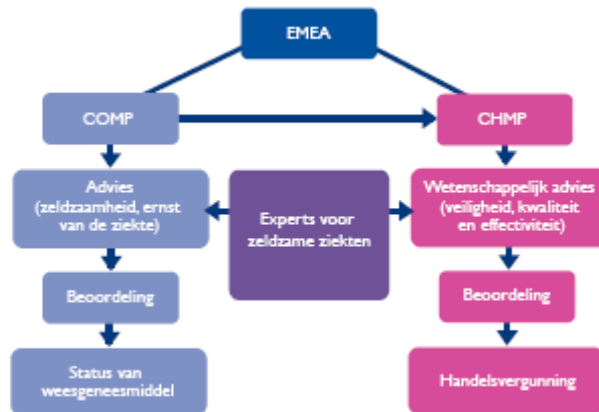 EMEA
COMP
CHMP
Advies
(zeldzaamheid, ernst
van de ziekte)
Experts voor
zeldzame ziekten
Wetenschappelijk advies
(veiligheid, kwaliteit
en effectiviteit)
Beoordeling
Beoordeling
Status van
weesgeneesmiddel
Handelsvergunning